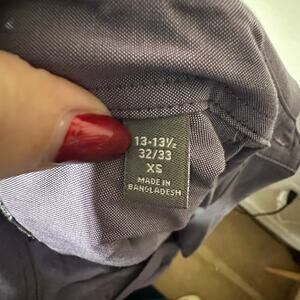 13-13½
32/33
XS
MADE IN
BANGLADESH